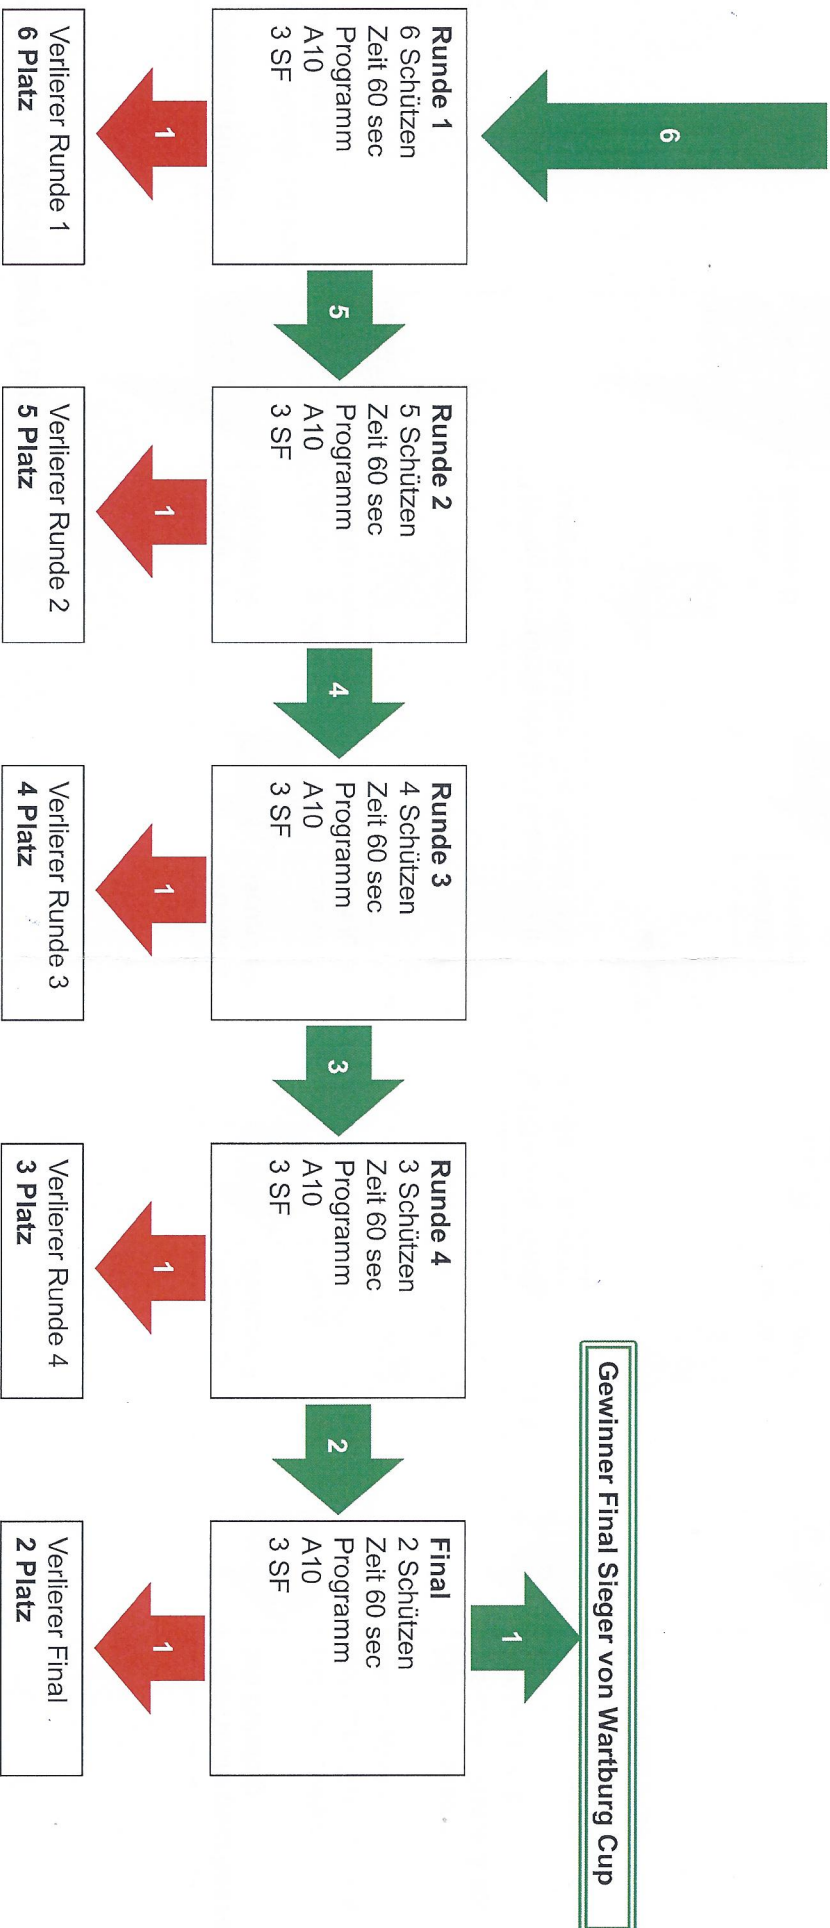 6
Gewinner Final Sieger von Wartburg Cup
1
Runde 1
6 Schützen
Zeit 60 sec
Programm
A10
3 SF
5
Runde 2
5 Schützen
Zeit 60 sec
Programm
A10
3 SF
4
Runde 3
4 Schützen
Zeit 60 sec
Programm
A10
3 SF
3
Runde 4
3 Schützen
Zeit 60 sec
Programm
A10
3 SF
2
Final
2 Schützen
Zeit 60 sec
Programm
A10
3 SF
1
1
1
1
1
Verlierer Runde 1
6 Platz
Verlierer Runde 2
5 Platz
Verlierer Runde 3
4 Platz
Verlierer Runde 4
3 Platz
Verlierer Final
2 Platz